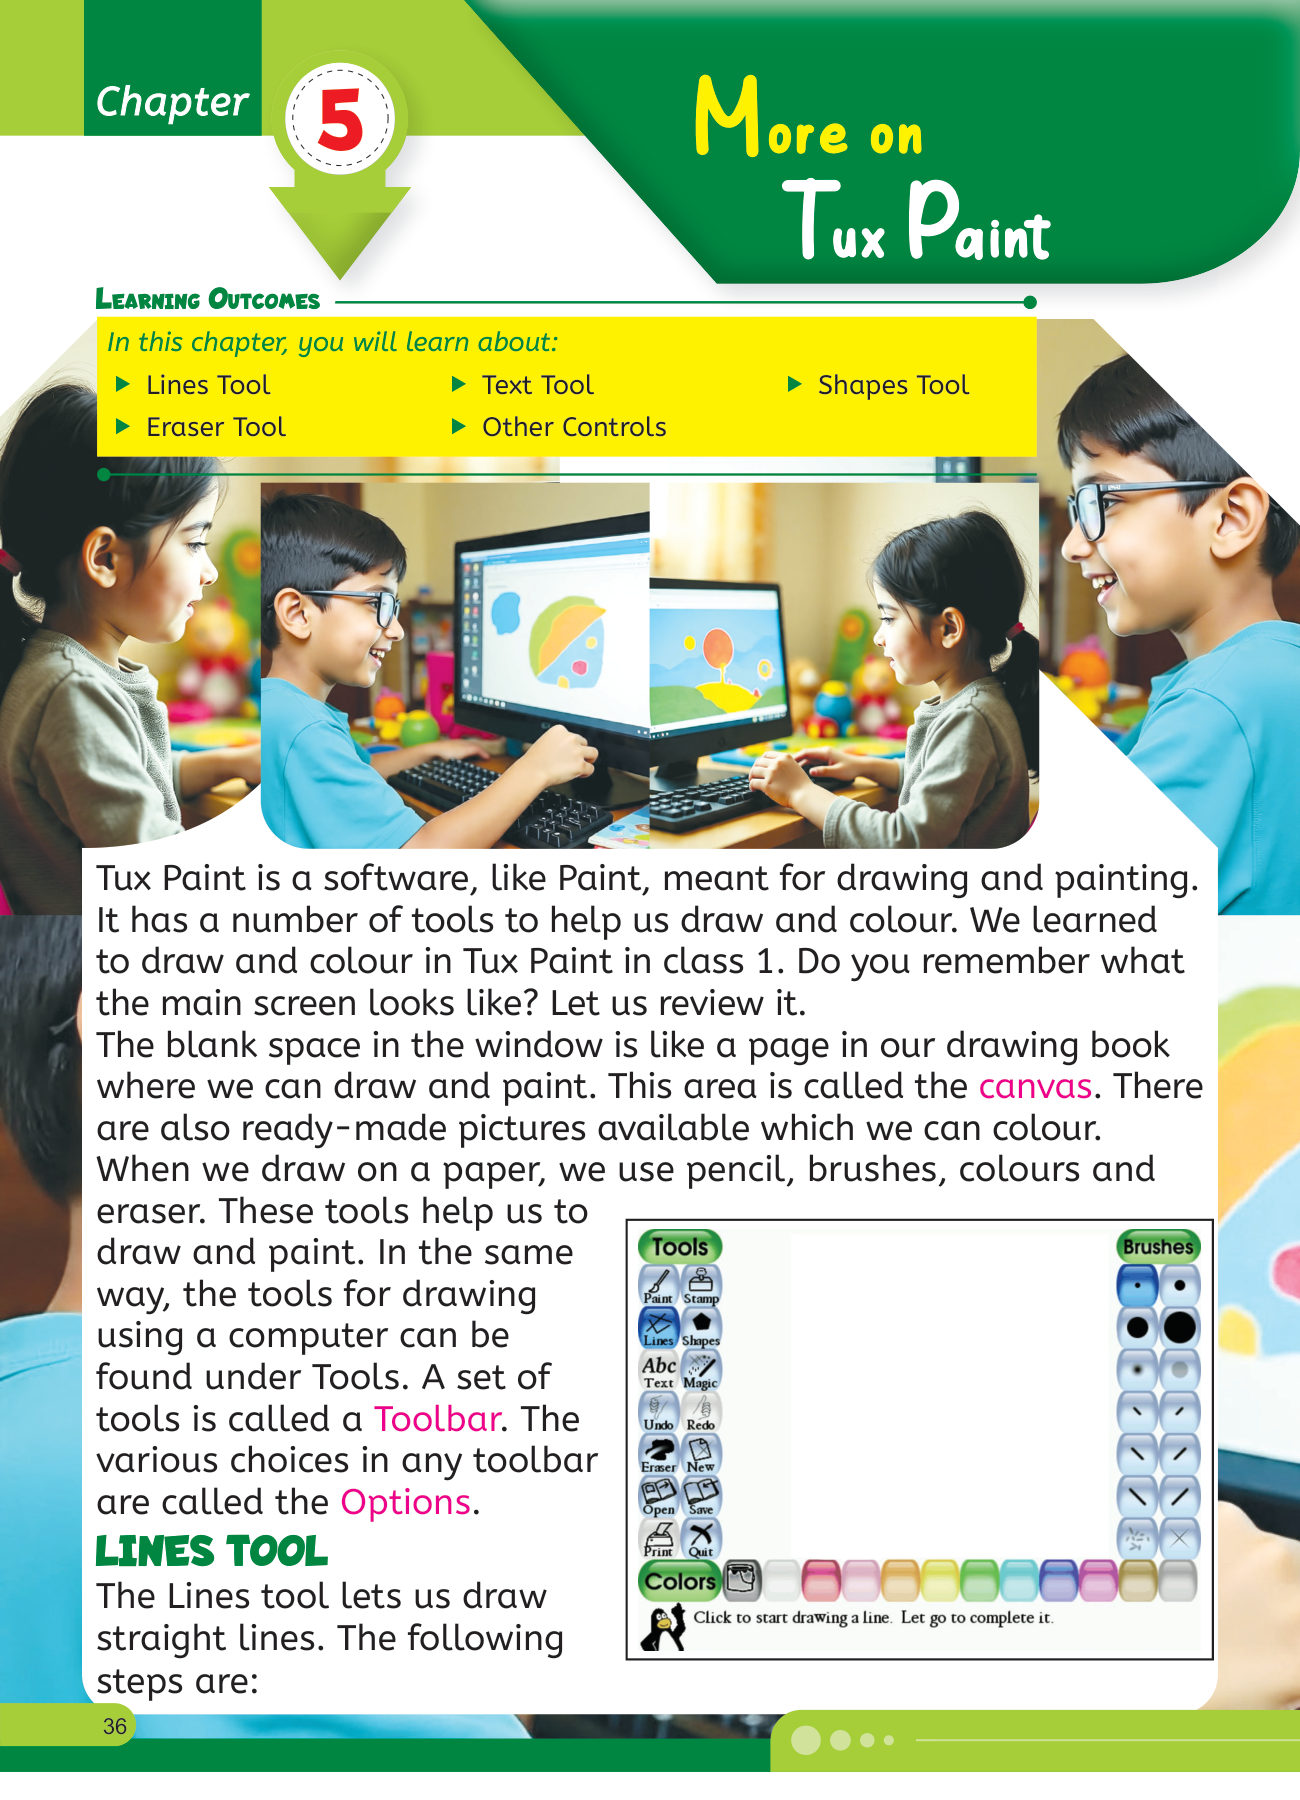 Chapter
5
More on
Tux Paint
Learning Outcomes
In this chapter, you will learn about:
Lines Tool
Text Tool
Shapes Tool
Eraser Tool
Other Controls
Tux Paint is a software, like Paint, meant for drawing and painting.
It has a number of tools to help us draw and colour. We learned
to draw and colour in Tux Paint in class 1. Do you remember what
the main screen looks like? Let us review it.
The blank space in the window is like a page in our drawing book
where we can draw and paint. This area is called the canvas. There
are also ready-made pictures available which we can colour.
When we draw on a paper, we use pencil, brushes, colours and
eraser. These tools help us to
draw and paint. In the same
way, the tools for drawing
using a computer can be
found under Tools. A set of
tools is called a Toolbar. The
various choices in any toolbar
are called the Options.
LINES TOOL
The Lines tool lets us draw
straight lines. The following
steps are:
Tools
Brushes
Paint Stamp
Lines Shapes
Abc
Text Magic
Undo Redo
Eraser New
Open Save
Print Quit
Colors
Click to start drawing a line. Let go to complete it.
36